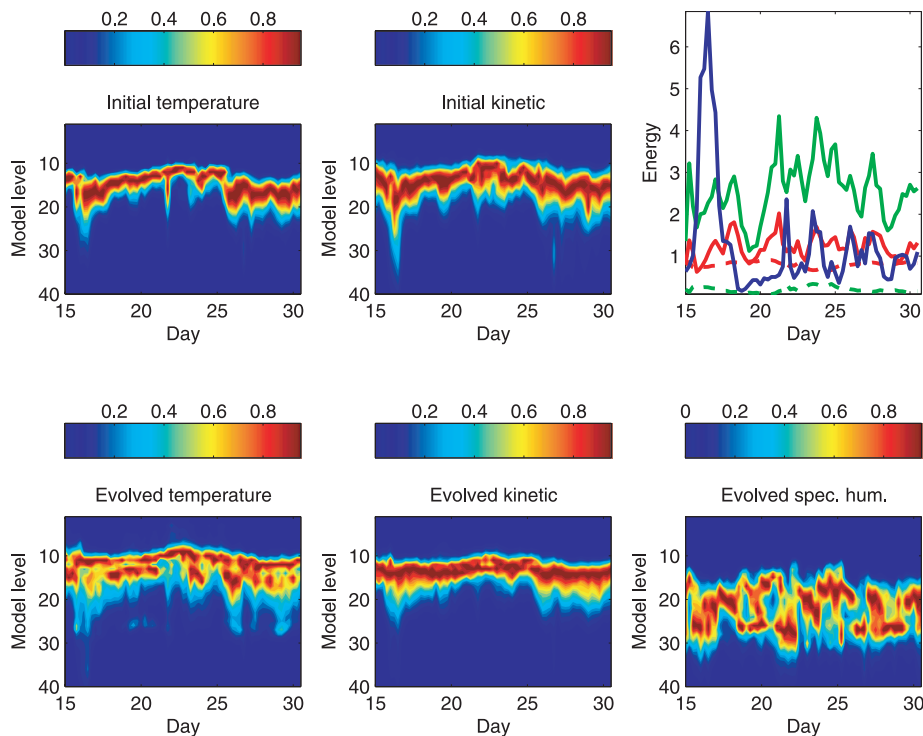 0.2 0.4 0.6 0.8
Initial temperature
Model level
10
20
30
40
15 20 25 30
Day
0.2 0.4 0.6 0.8
Initial kinetic
Model level
10
20
30
40
15 20 25 30
Day
Energy
6
5
4
3
2
1
15 20 25 30
Day
0.2 0.4 0.6 0.8
Evolved temperature
Model level
10
20
30
40
15 20 25 30
Day
0.2 0.4 0.6 0.8
Evolved kinetic
Model level
10
20
30
40
15 20 25 30
Day
0 0.2 0.4 0.6 0.8
Evolved spec. hum.
Model level
10
20
30
40
15 20 25 30
Day